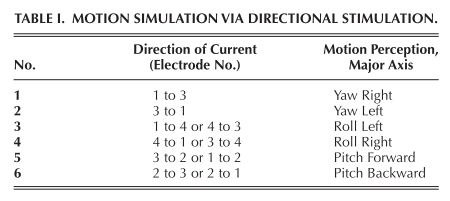 TABLE I. MOTION SIMULATION VIA DIRECTIONAL STIMULATION.
No. Direction of Current (Electrode No.) Motion Perception, Major Axis
1 1 to 3 Yaw Right
2 3 to 1 Yaw Left
3 1 to 4 or 4 to 3 Roll Left
4 4 to 1 or 3 to 4 Roll Right
5 3 to 2 or 1 to 2 Pitch Forward
6 2 to 3 or 2 to 1 Pitch Backward